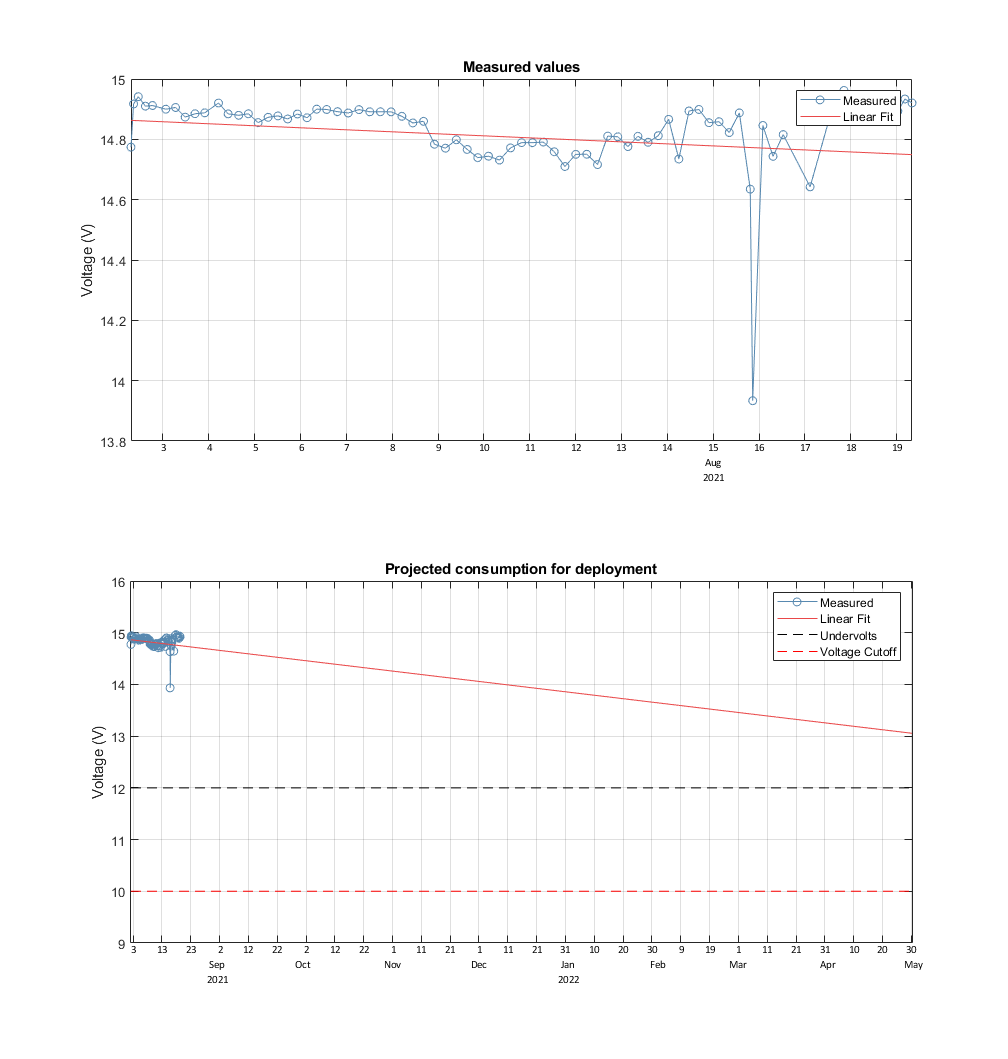 Measured values
Voltage (V)
15
14.8
14.6
14.4
14.2
14
13.8
Measured
Linear Fit
3 4 5 6 7 8 9 10 11 12 13 14 15 16 17 18 19
Aug
2021
Projected consumption for deployment
Voltage (V)
16
15
14
13
12
11
10
9
Measured
Linear Fit
Undervolts
Voltage Cutoff
3 13 23 2 12 22 2 12 22 1 11 21 1 11 21 31 10 20 30 9 19 1 11 21 31 10 20 30
Sep Oct Nov Dec Jan Feb Mar Apr May
2021 2022